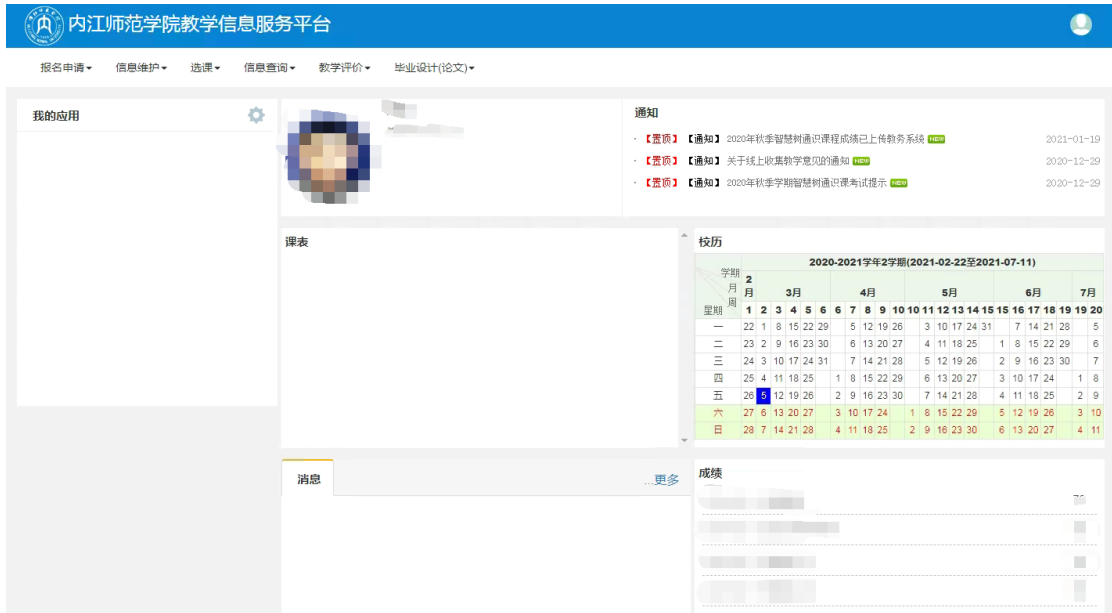 内江师范学院教学信息服务平台
报名申请 信息维护 选课 信息查询 教学评价 毕业设计(论文)
我的应用
通知
· 【置顶】【通知】2020年秋季智慧树通识课程成绩已上传教务系统 NEW 2021-01-19
· 【置顶】【通知】关于线上收集教学意见的通知 NEW 2020-12-29
· 【置顶】【通知】2020年秋季学期智慧树通识课考试提示 NEW 2020-12-29
课表
校历
2020-2021学年2学期(2021-02-22至2021-07-11)
学期
月
周
星期
2月 3月 4月 5月 6月 7月
1 2 3 4 5 6 6 7 8 9 10 10 11 12 13 14 15 15 16 17 18 19 19 20
一 22 1 8 15 22 29 5 12 19 26 3 10 17 24 31 7 14 21 28 5
二 23 2 9 16 23 30 6 13 20 27 4 11 18 25 1 8 15 22 29 6
三 24 3 10 17 24 31 7 14 21 28 5 12 19 26 2 9 16 23 30 7
四 25 4 11 18 25 1 8 15 22 29 6 13 20 27 3 10 17 24 1 8
五 26 5 12 19 26 2 9 16 23 30 7 14 21 28 4 11 18 25 2 9
六 27 6 13 20 27 3 10 17 24 1 8 15 22 29 5 12 19 26 3 10
日 28 7 14 21 28 4 11 18 25 2 9 16 23 30 6 13 20 27 4 11
消息
...更多
成绩